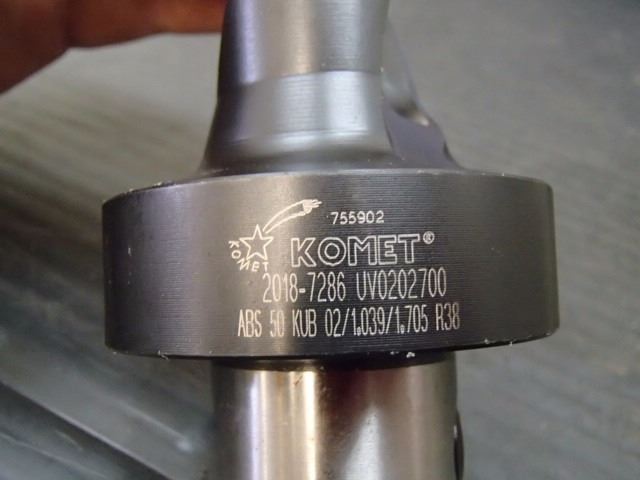 755902
KOMET
KOMET®
2018-7286 UV0202700
ABS 50 KUB 02/1.039/1.705 R38